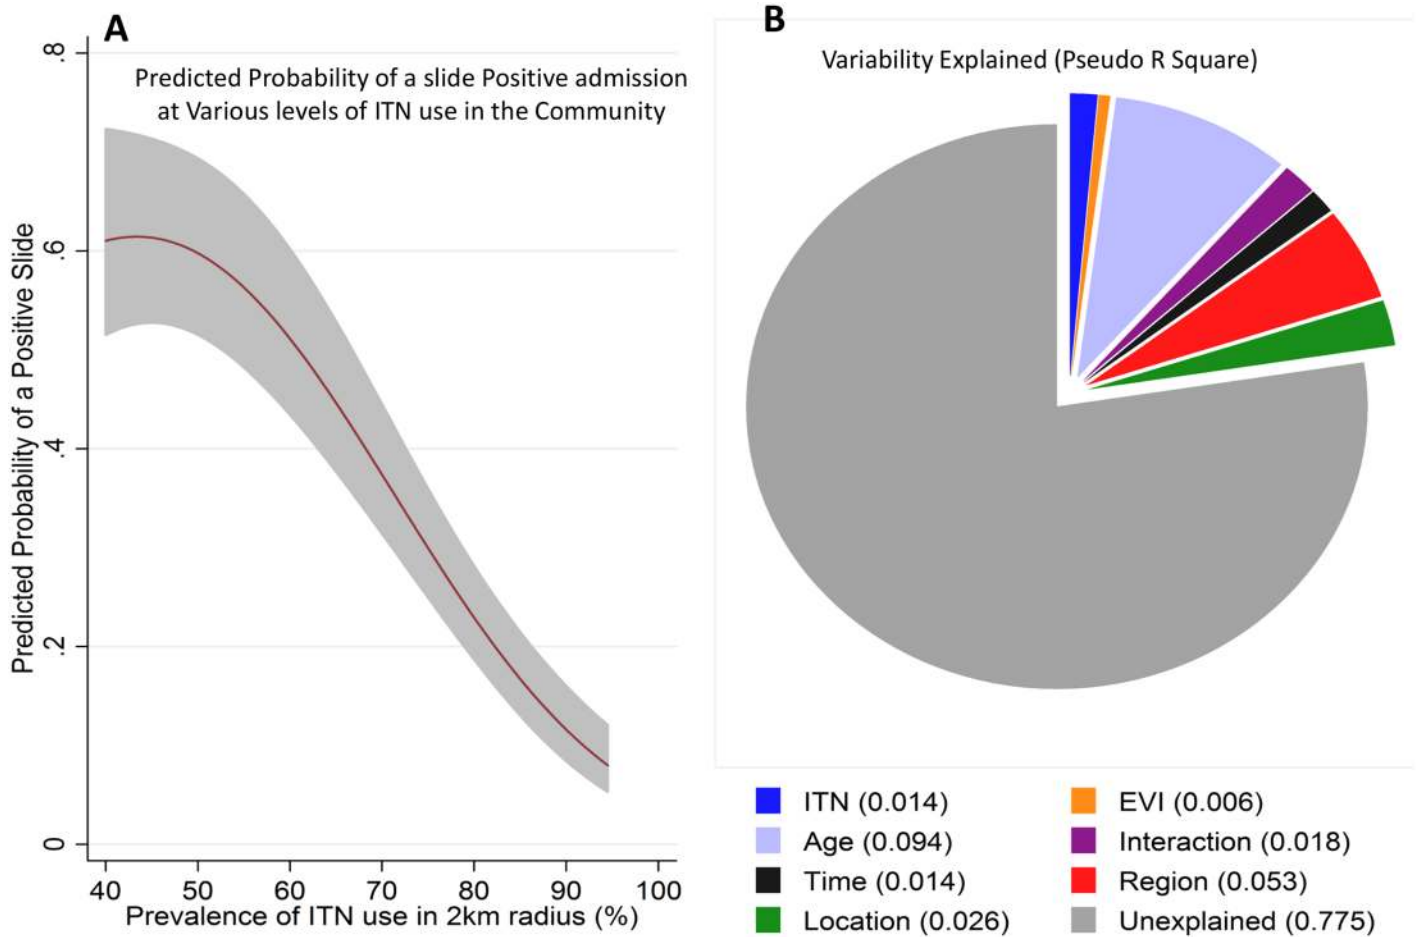 A
Predicted Probability of a slide Positive admission
at Various levels of ITN use in the Community
Predicted Probability of a Positive Slide
.8
.6
.4
.2
0
40 50 60 70 80 90 100
Prevalence of ITN use in 2km radius (%)
B
Variability Explained (Pseudo R Square)
ITN (0.014) EVI (0.006)
Age (0.094) Interaction (0.018)
Time (0.014) Region (0.053)
Location (0.026) Unexplained (0.775)